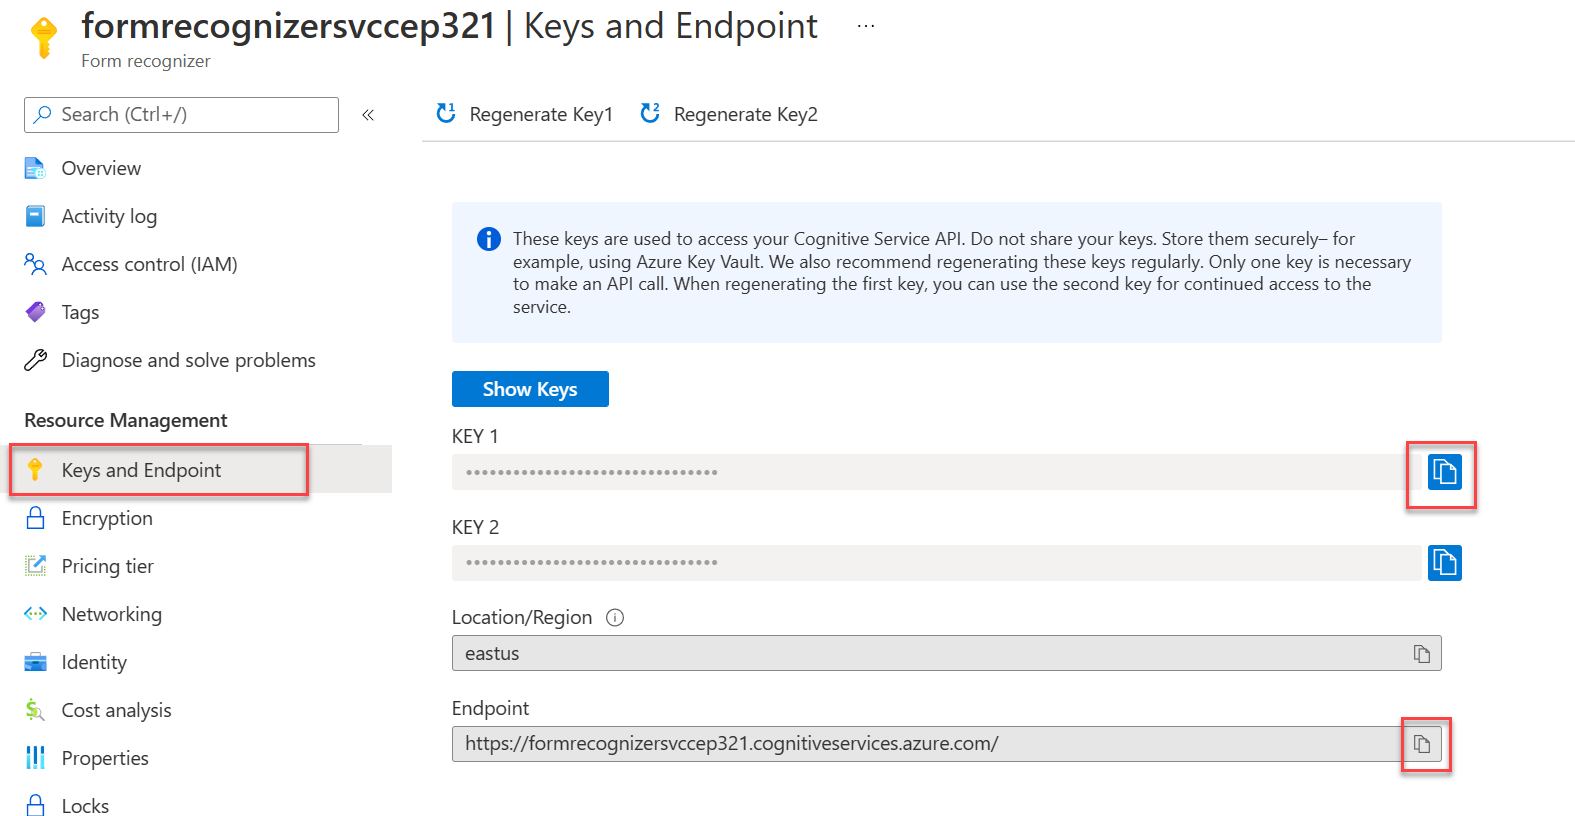 formrecognizersvccep321 | Keys and Endpoint ...
Form recognizer
Search (Ctrl+/)
«
Overview
Activity log
Access control (IAM)
Tags
Diagnose and solve problems
Resource Management
Keys and Endpoint
Encryption
Pricing tier
Networking
Identity
Cost analysis
Properties
Locks
1 Regenerate Key1 2 Regenerate Key2
These keys are used to access your Cognitive Service API. Do not share your keys. Store them securely– for
example, using Azure Key Vault. We also recommend regenerating these keys regularly. Only one key is necessary
to make an API call. When regenerating the first key, you can use the second key for continued access to the
service.
Show Keys
KEY 1
••••••••••••••••••••••••••••••••
KEY 2
••••••••••••••••••••••••••••••••
Location/Region
eastus
Endpoint
https://formrecognizersvccep321.cognitiveservices.azure.com/